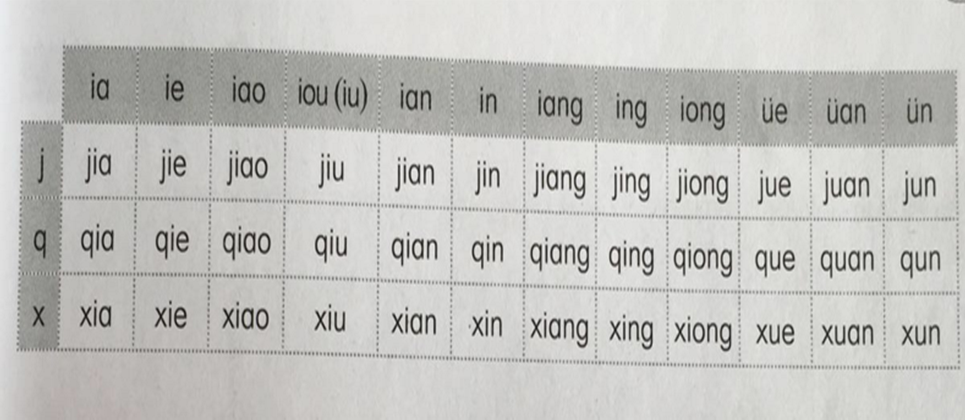 ia ie iao iou (iu) ian in iang ing iong üe üan ün
j jia jie jiao jiu jian jin jiang jing jiong jue juan jun
q qia qie qiao qiu qian qin qiang qing qiong que quan qun
x xia xie xiao xiu xian xin xiang xing xiong xue xuan xun